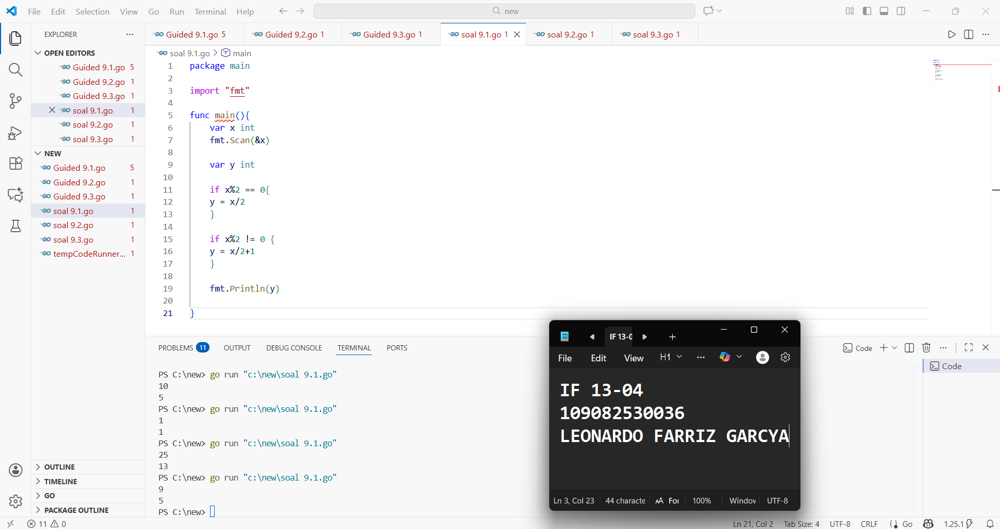 File Edit Selection View Go Run Terminal Help
new
EXPLORER
OPEN EDITORS
Guided 9.1.go 5
Guided 9.2.go 1
Guided 9.3.go 1
soal 9.1.go 1
soal 9.2.go 1
soal 9.3.go 1
NEW
Guided 9.1.go 5
Guided 9.2.go 1
Guided 9.3.go 1
soal 9.1.go 1
soal 9.2.go 1
soal 9.3.go 1
tempCodeRunner... 1
OUTLINE
TIMELINE
GO
PACKAGE OUTLINE
Guided 9.1.go 5 Guided 9.2.go 1 Guided 9.3.go 1 soal 9.1.go 1 soal 9.2.go 1 soal 9.3.go 1
soal 9.1.go > main
1 package main
2
3 import "fmt"
4
5 func main(){
6 var x int
7 fmt.Scan(&x)
8
9 var y int
10
11 if x%2 == 0{
12 y = x/2
13 }
14
15 if x%2 != 0 {
16 y = x/2+1
17 }
18
19 fmt.Println(y)
20
21 }
PROBLEMS 11 OUTPUT DEBUG CONSOLE TERMINAL PORTS
Code
Code
PS C:\new> go run "c:\new\soal 9.1.go"
10
5
PS C:\new> go run "c:\new\soal 9.1.go"
1
1
PS C:\new> go run "c:\new\soal 9.1.go"
25
13
PS C:\new> go run "c:\new\soal 9.1.go"
9
5
PS C:\new>
IF 13-0
File Edit View H1
IF 13-04
109082530036
LEONARDO FARRIZ GARCYA
Ln 3, Col 23 44 characte For 100% Window UTF-8
11 0
Ln 21, Col 2 Tab Size: 4 UTF-8 CRLF Go 1.25.1